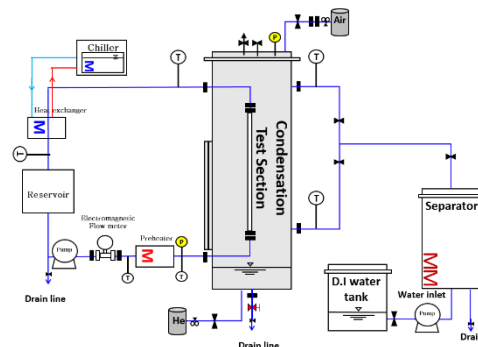 Air
P
Chiller
T
T
Heat exchanger
T
Condensation
Test Section
Reservoir
Electromagnetic
Flow meter
Preheater
P
T
Separator
Pump
T
T
D.I water
tank
Water inlet
Drain line
He
Pump
Drain
Drain line